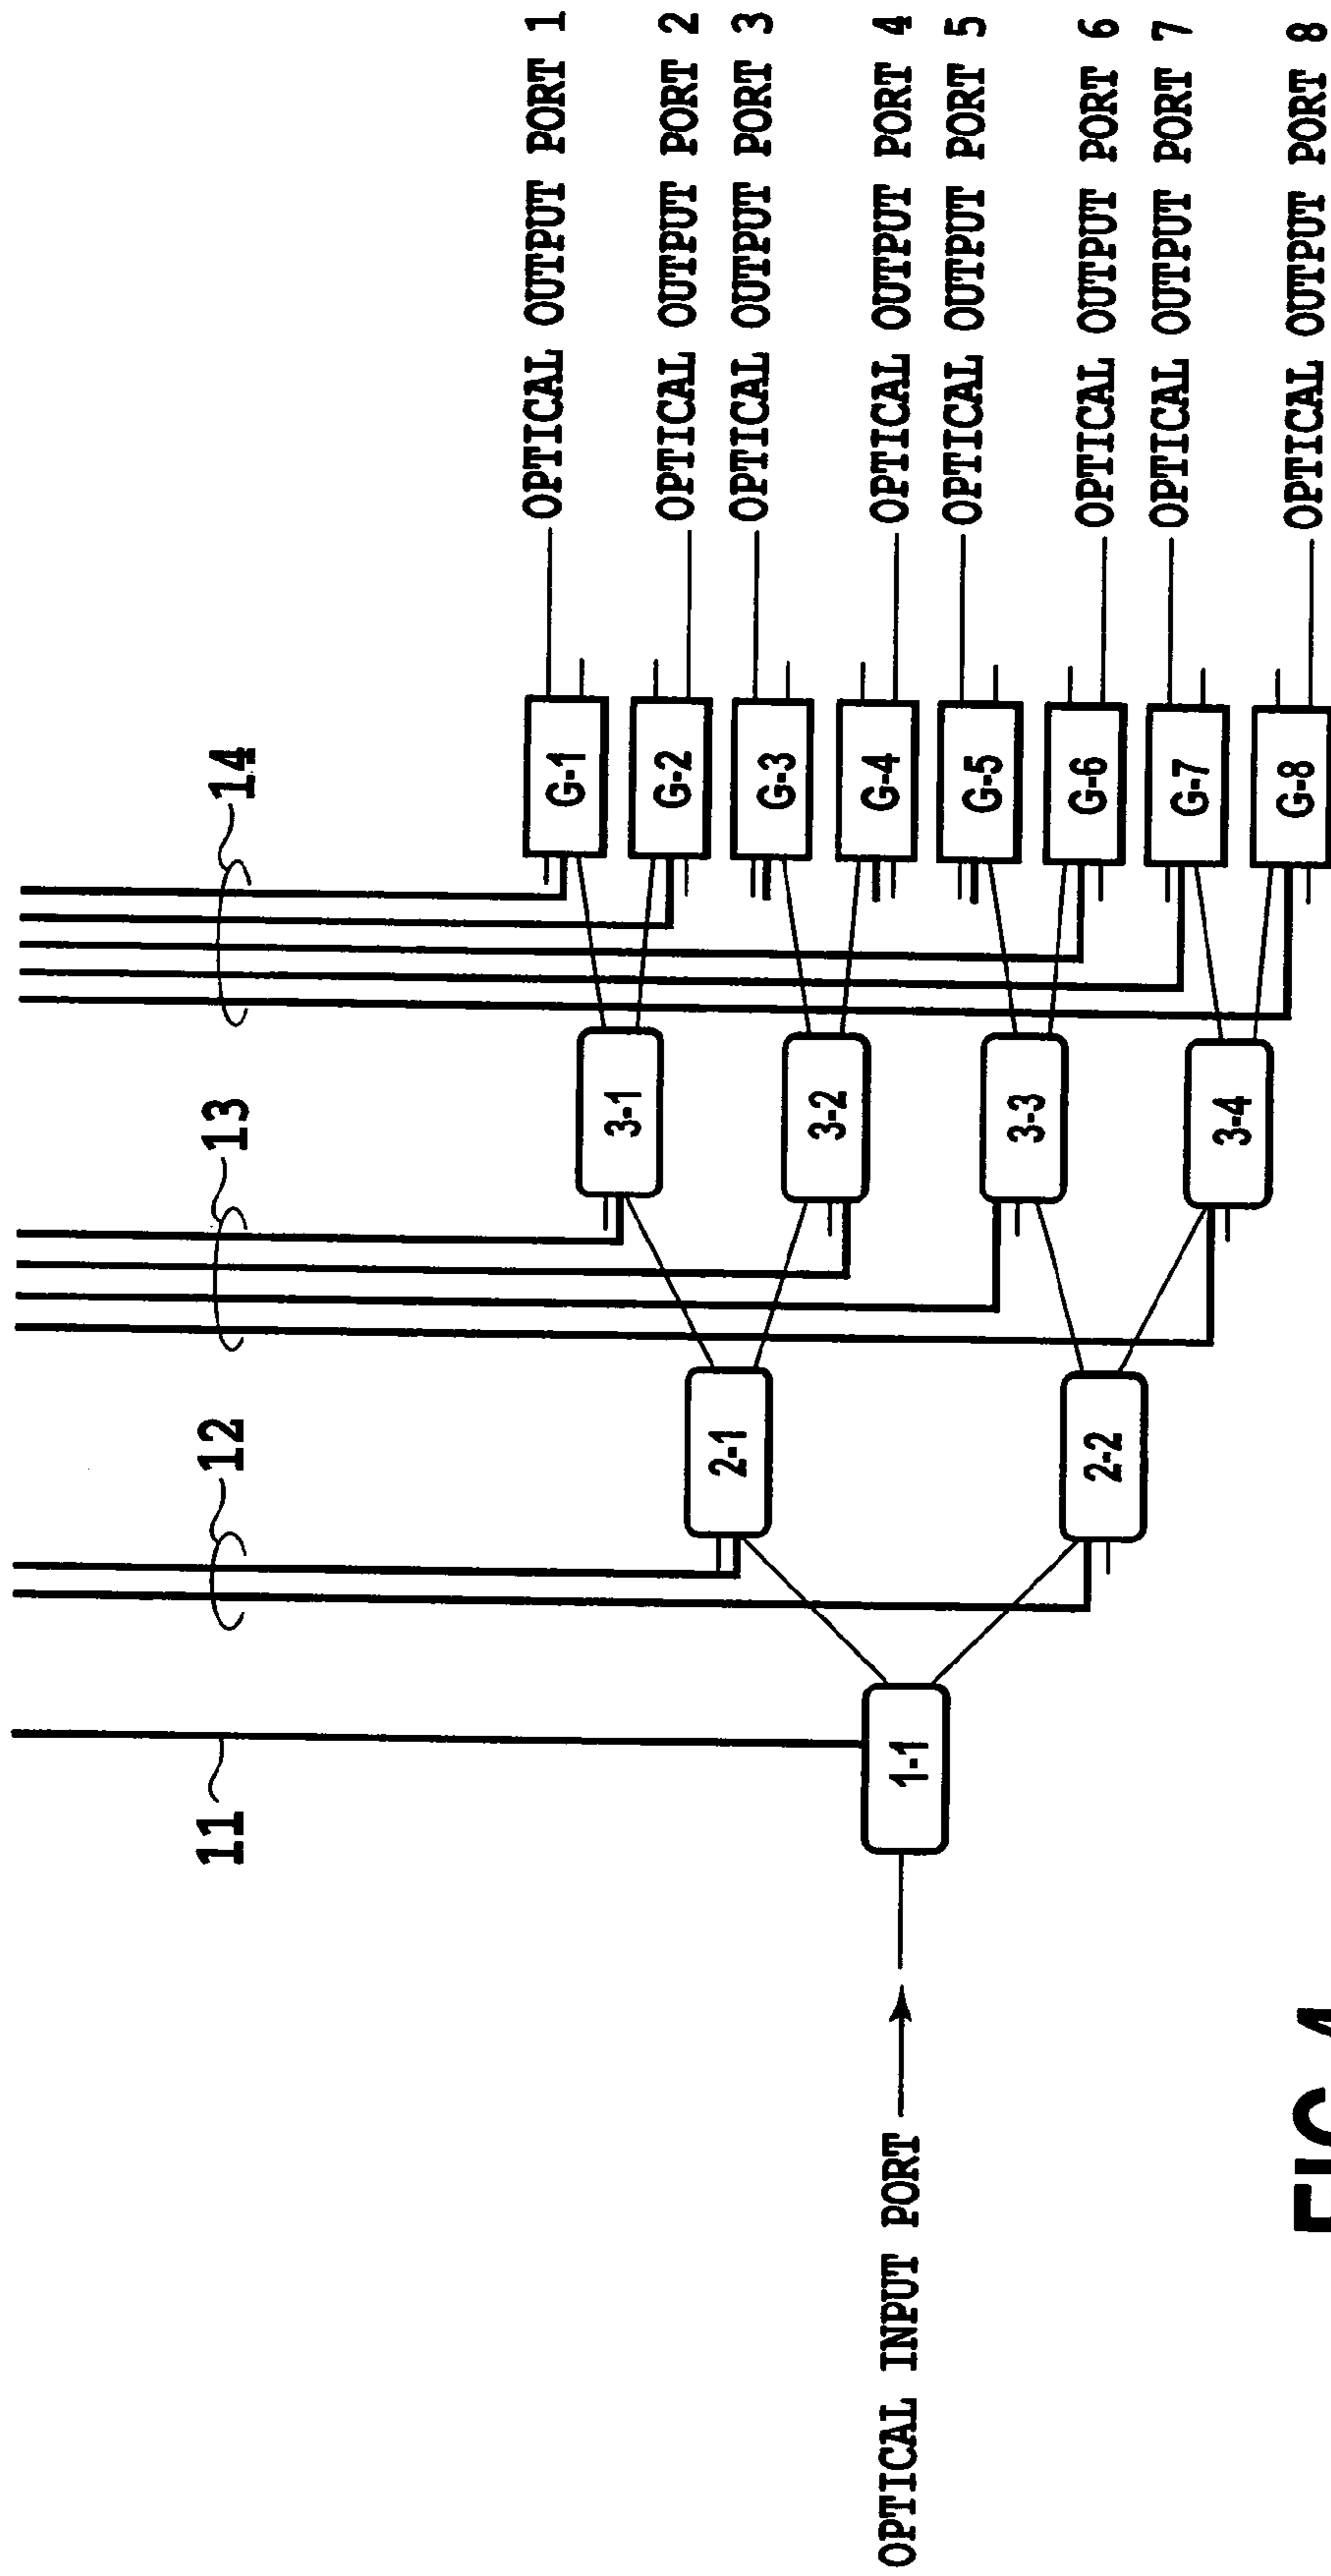 14
13
12
11
OPTICAL OUTPUT PORT 1
OPTICAL OUTPUT PORT 2
OPTICAL OUTPUT PORT 3
OPTICAL OUTPUT PORT 4
OPTICAL OUTPUT PORT 5
OPTICAL OUTPUT PORT 6
OPTICAL OUTPUT PORT 7
OPTICAL OUTPUT PORT 8
G-1
G-2
G-3
G-4
G-5
G-6
G-7
G-8
3-1
3-2
3-3
3-4
2-1
2-2
1-1
OPTICAL INPUT PORT